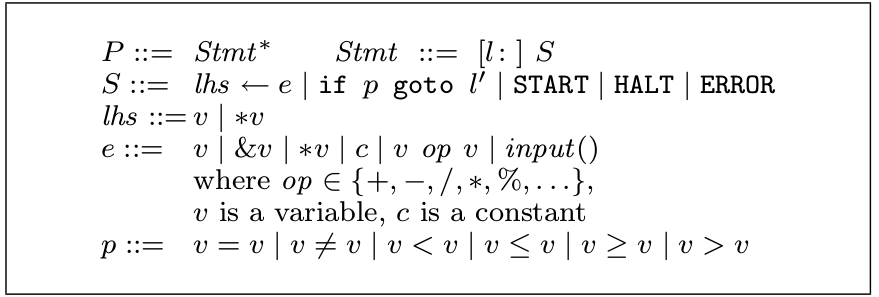 P ::= Stmt* Stmt ::= [l: ] S
S ::= lhs ← e | if p goto l′ | START | HALT | ERROR
lhs ::= v | *v
e ::= v | &v | *v | c | v op v | input()
where op ∈ {+, −, /, *, %, ...},
v is a variable, c is a constant
p ::= v = v | v ≠ v | v < v | v ≤ v | v ≥ v | v > v